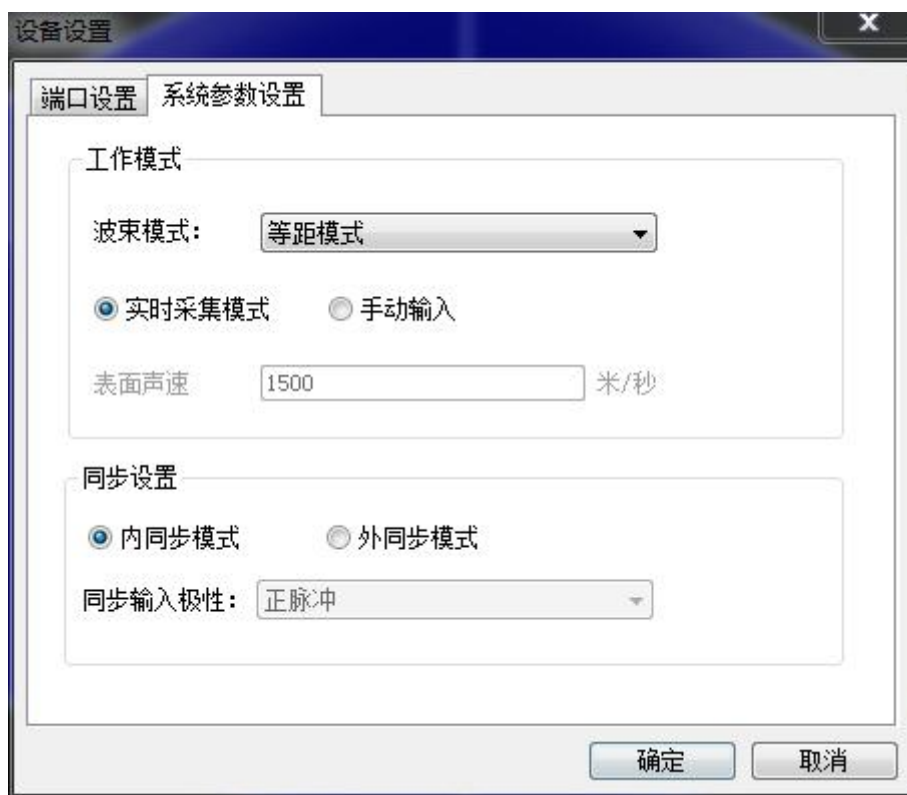 设备设置
端口设置 系统参数设置
工作模式
波束模式： 等距模式
实时采集模式 手动输入
表面声速 1500 米/秒
同步设置
内同步模式 外同步模式
同步输入极性： 正脉冲
确定 取消